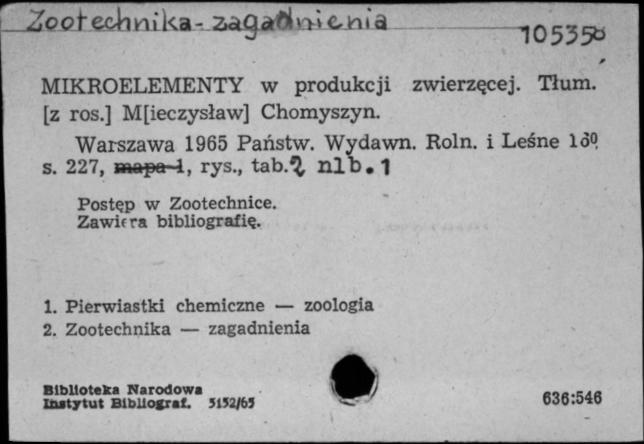 Zootechnika - zagadnienia
105350
MIKROELEMENTY w produkcji zwierzęcej. Tłum.
[z ros.] M[ieczysław] Chomyszyn.
Warszawa 1965 Państw. Wydawn. Roln. i Leśne 16⁰
s. 227, mapa 1, rys., tab. 2 nlb. 1
Postęp w Zootechnice.
Zawiera bibliografię.
1. Pierwiastki chemiczne — zoologia
2. Zootechnika — zagadnienia
Biblioteka Narodowa
Instytut Bibliograf. 5152/65
636:546